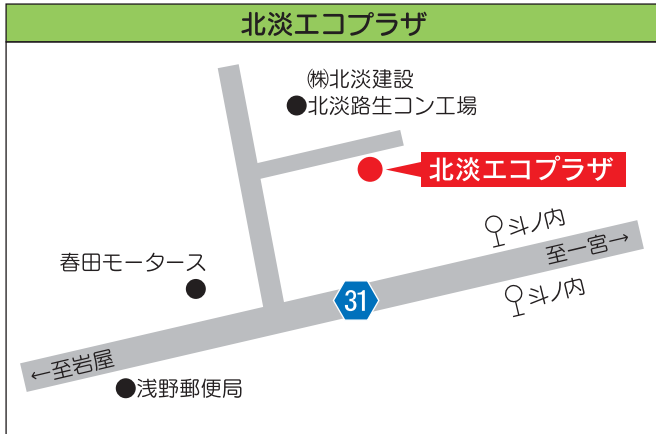 北淡エコプラザ
㈱北淡建設
●北淡路生コン工場
北淡エコプラザ
斗ノ内
至一宮→
春田モータース
31
斗ノ内
←至岩屋
●浅野郵便局